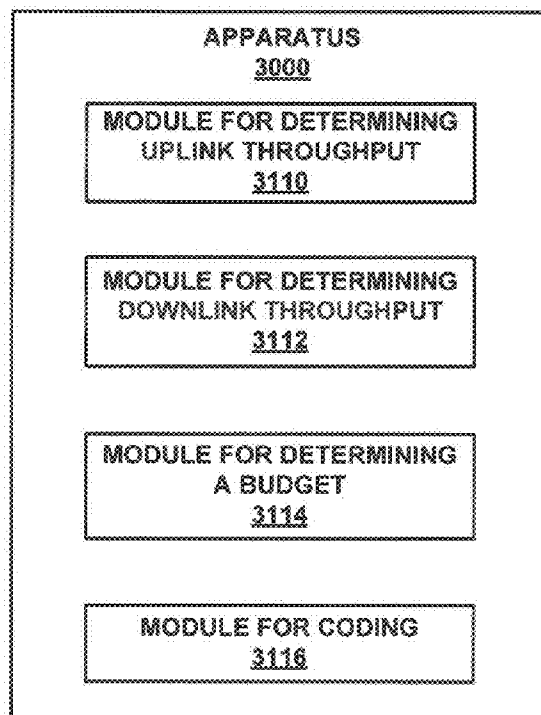 APPARATUS
3000
MODULE FOR DETERMINING
UPLINK THROUGHPUT
3110
MODULE FOR DETERMINING
DOWNLINK THROUGHPUT
3112
MODULE FOR DETERMINING
A BUDGET
3114
MODULE FOR CODING
3116